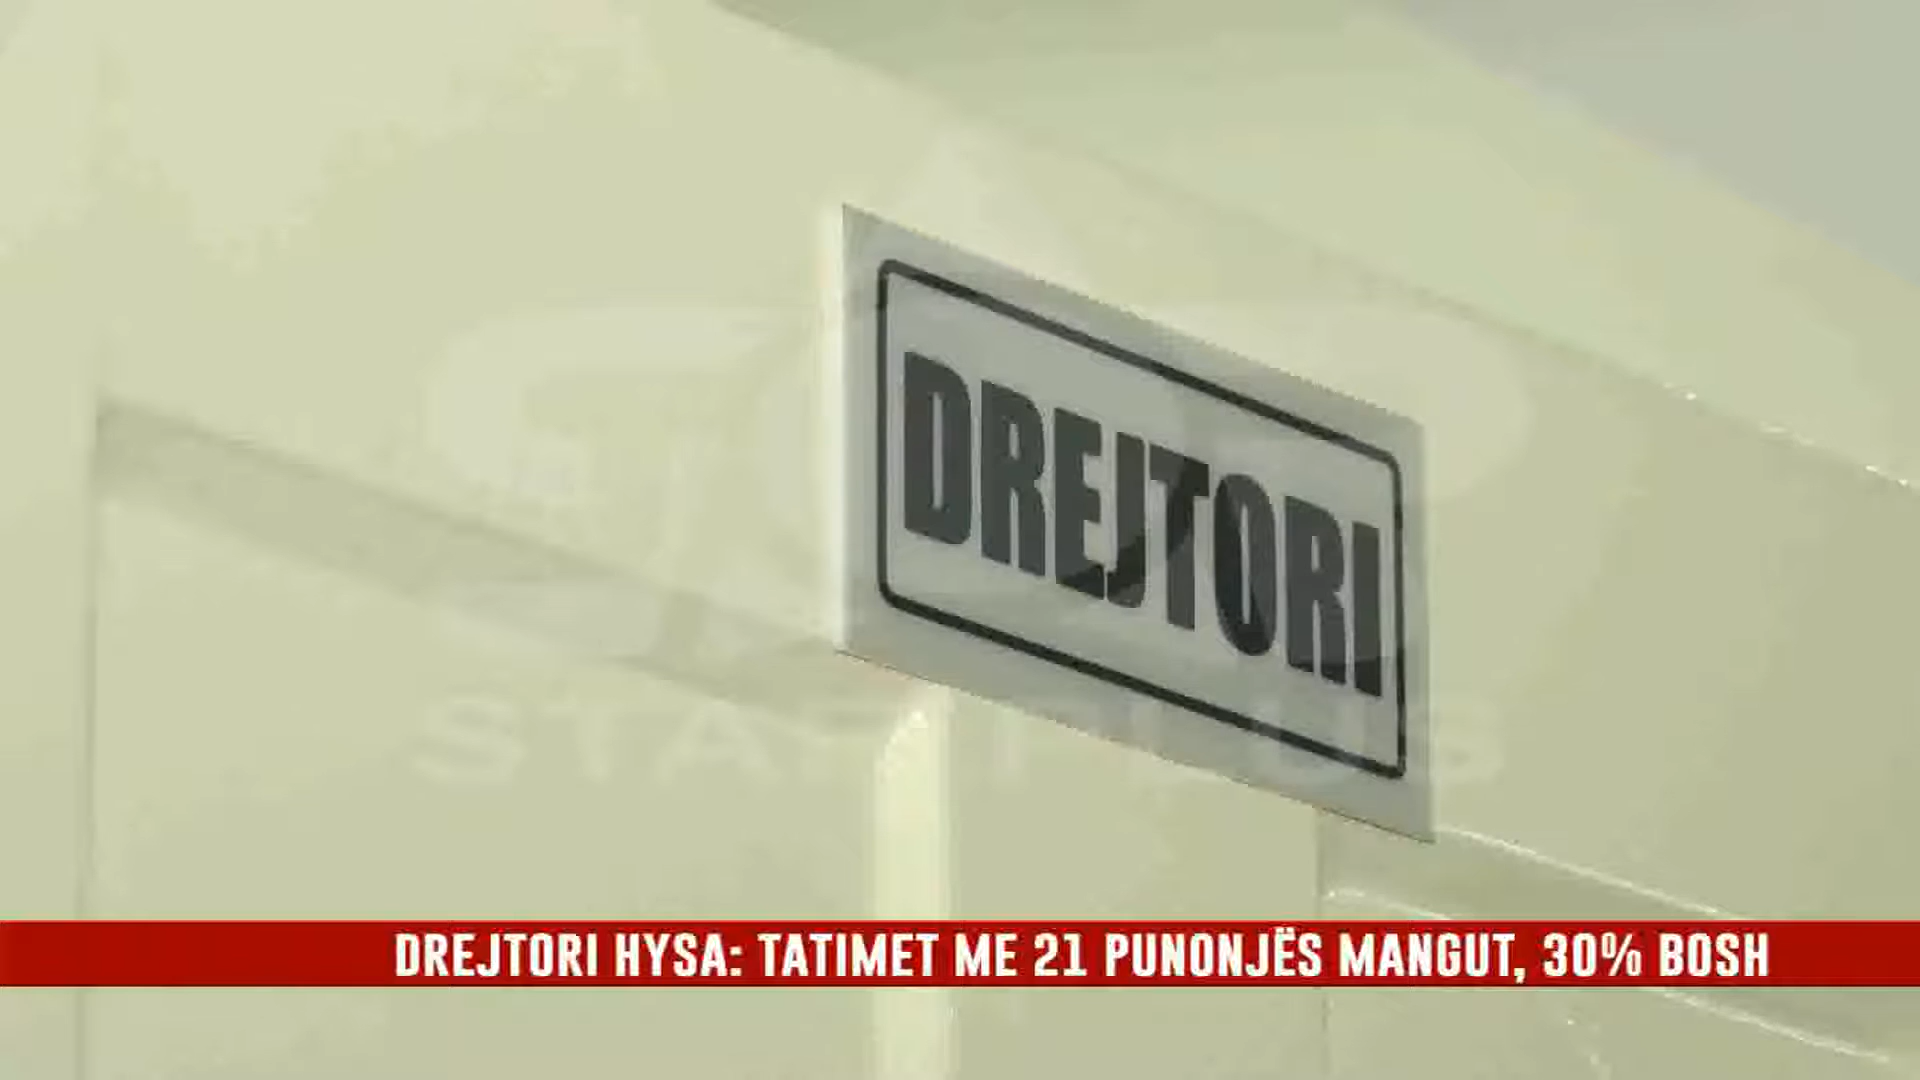 DREJTORI
DREJTORI HYSA: TATIMET ME 21 PUNONJËS MANGUT, 30% BOSH